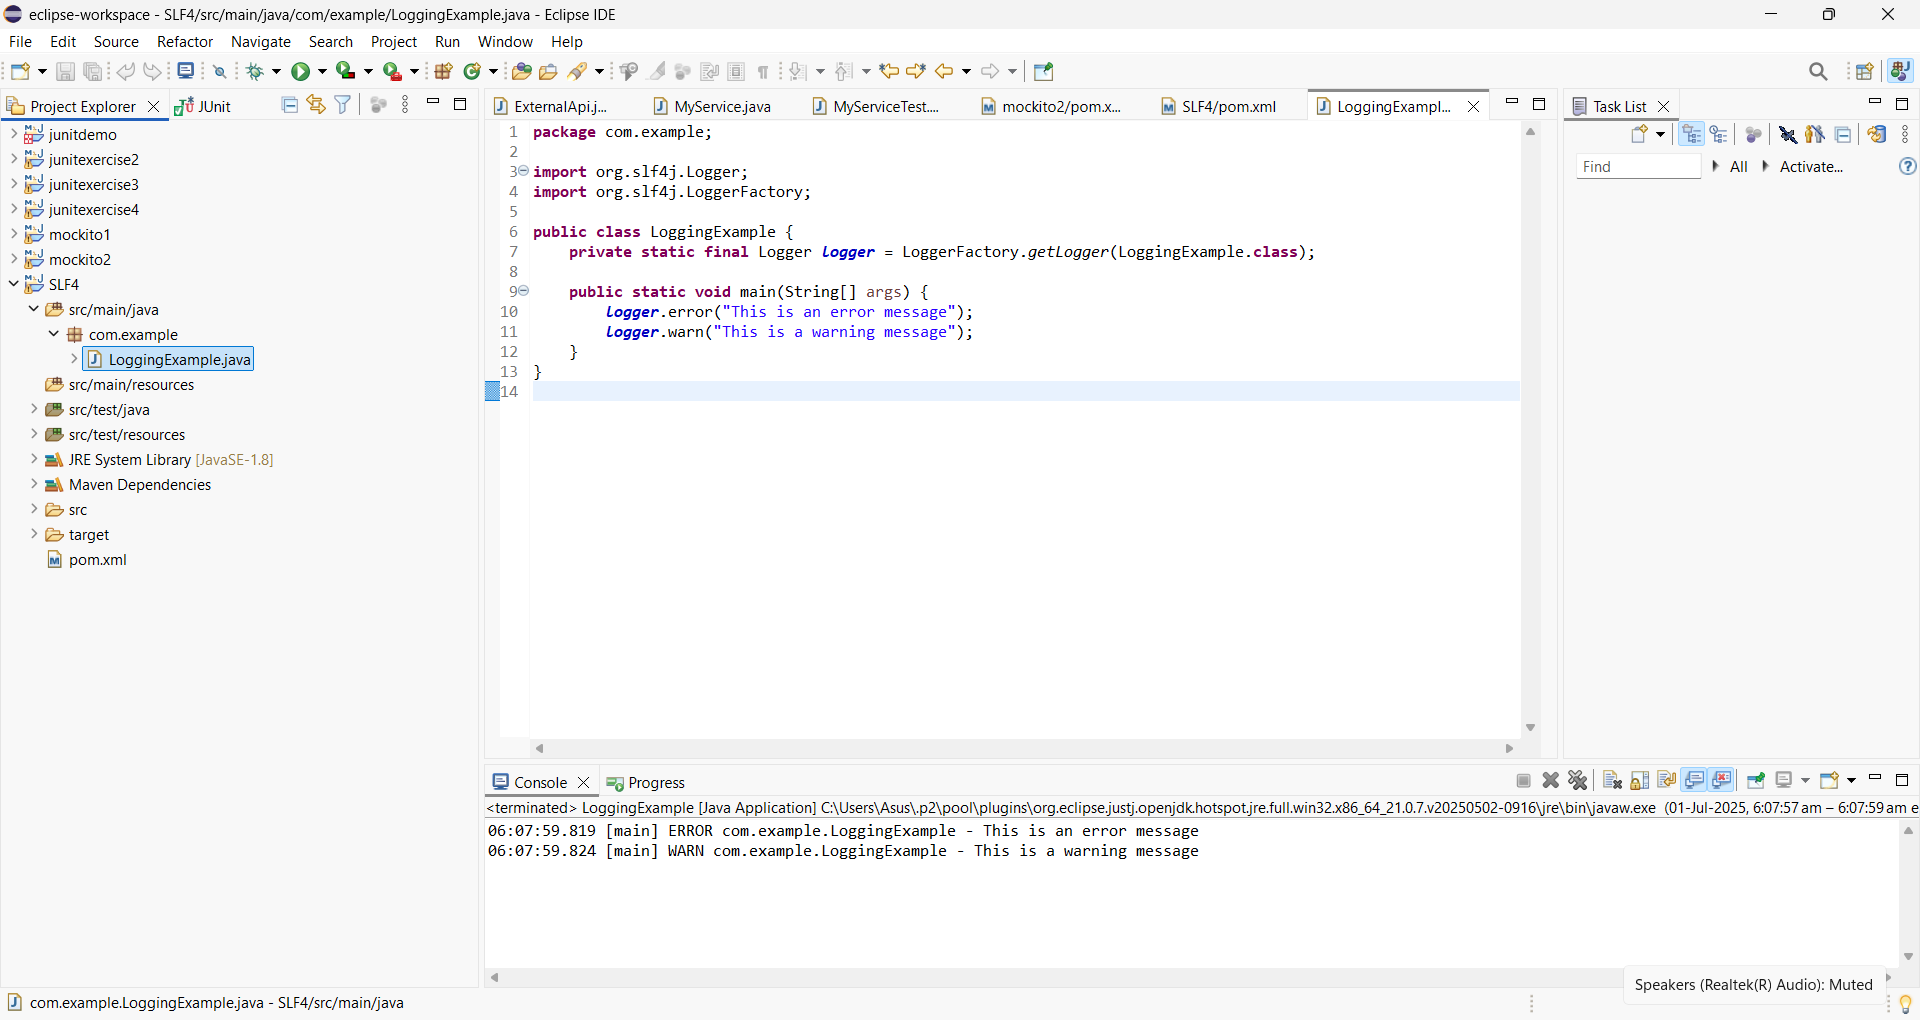 eclipse-workspace - SLF4/src/main/java/com/example/LoggingExample.java - Eclipse IDE
File Edit Source Refactor Navigate Search Project Run Window Help
Project Explorer
JUnit
junitdemo
junitexercise2
junitexercise3
junitexercise4
mockito1
mockito2
SLF4
src/main/java
com.example
LoggingExample.java
src/main/resources
src/test/java
src/test/resources
JRE System Library [JavaSE-1.8]
Maven Dependencies
src
target
pom.xml
ExternalApi.j... MyService.java MyServiceTest.... mockito2/pom.x... SLF4/pom.xml LoggingExampl...
1 package com.example;
2
3 import org.slf4j.Logger;
4 import org.slf4j.LoggerFactory;
5
6 public class LoggingExample {
7 private static final Logger logger = LoggerFactory.getLogger(LoggingExample.class);
8
9 public static void main(String[] args) {
10 logger.error("This is an error message");
11 logger.warn("This is a warning message");
12 }
13 }
14
Task List
Find All Activate...
Console Progress
<terminated> LoggingExample [Java Application] C:\Users\Asus\.p2\pool\plugins\org.eclipse.justj.openjdk.hotspot.jre.full.win32.x86_64_21.0.7.v20250502-0916\jre\bin\javaw.exe (01-Jul-2025, 6:07:57 am – 6:07:59 am e
06:07:59.819 [main] ERROR com.example.LoggingExample - This is an error message
06:07:59.824 [main] WARN com.example.LoggingExample - This is a warning message
Speakers (Realtek(R) Audio): Muted
com.example.LoggingExample.java - SLF4/src/main/java